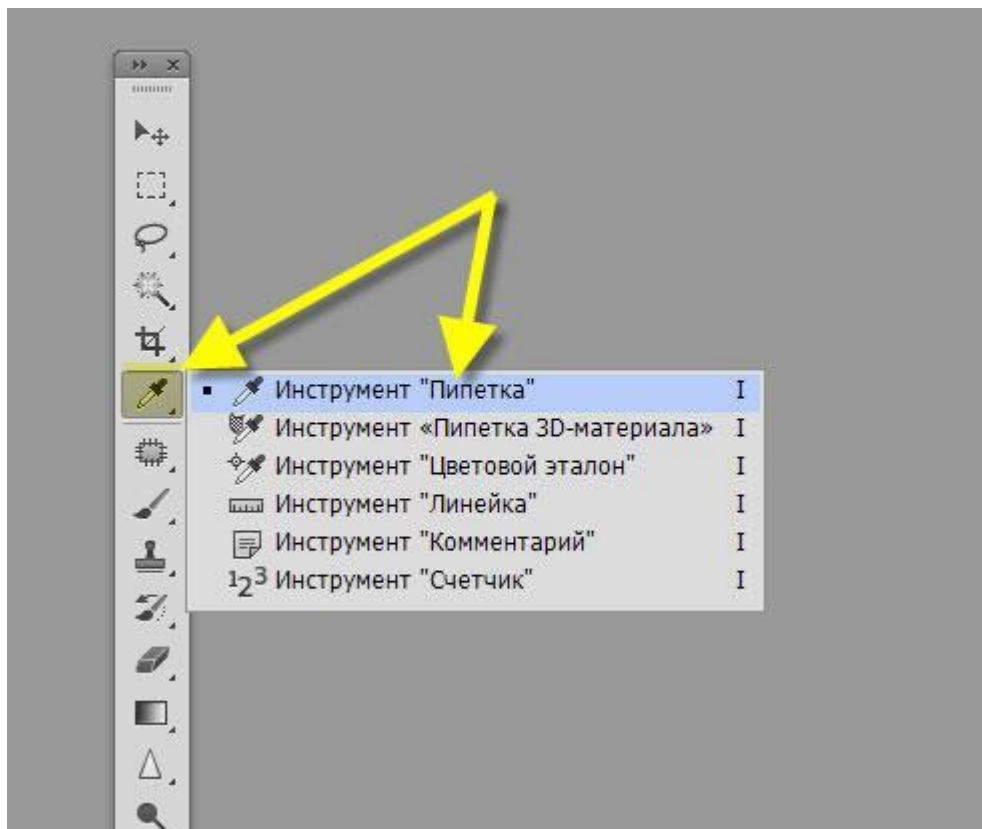 Инструмент "Пипетка" I
Инструмент «Пипетка 3D-материала» I
Инструмент "Цветовой эталон" I
Инструмент "Линейка" I
Инструмент "Комментарий" I
123 Инструмент "Счетчик" I